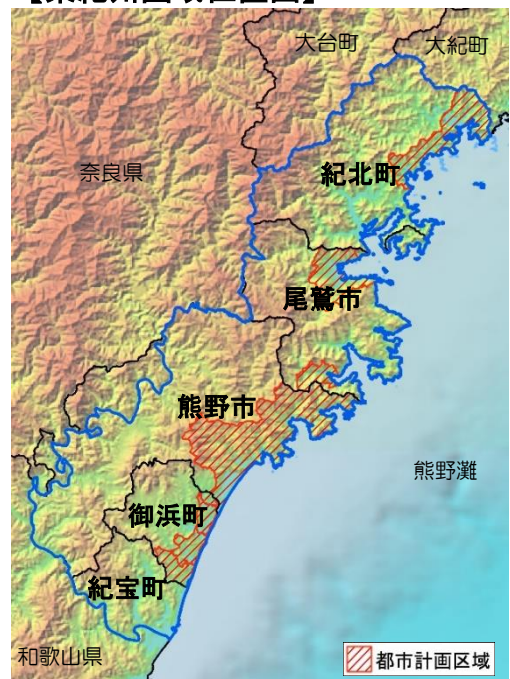 大台町
大紀町
奈良県
紀北町
尾鷲市
熊野市
熊野灘
御浜町
紀宝町
和歌山県
都市計画区域